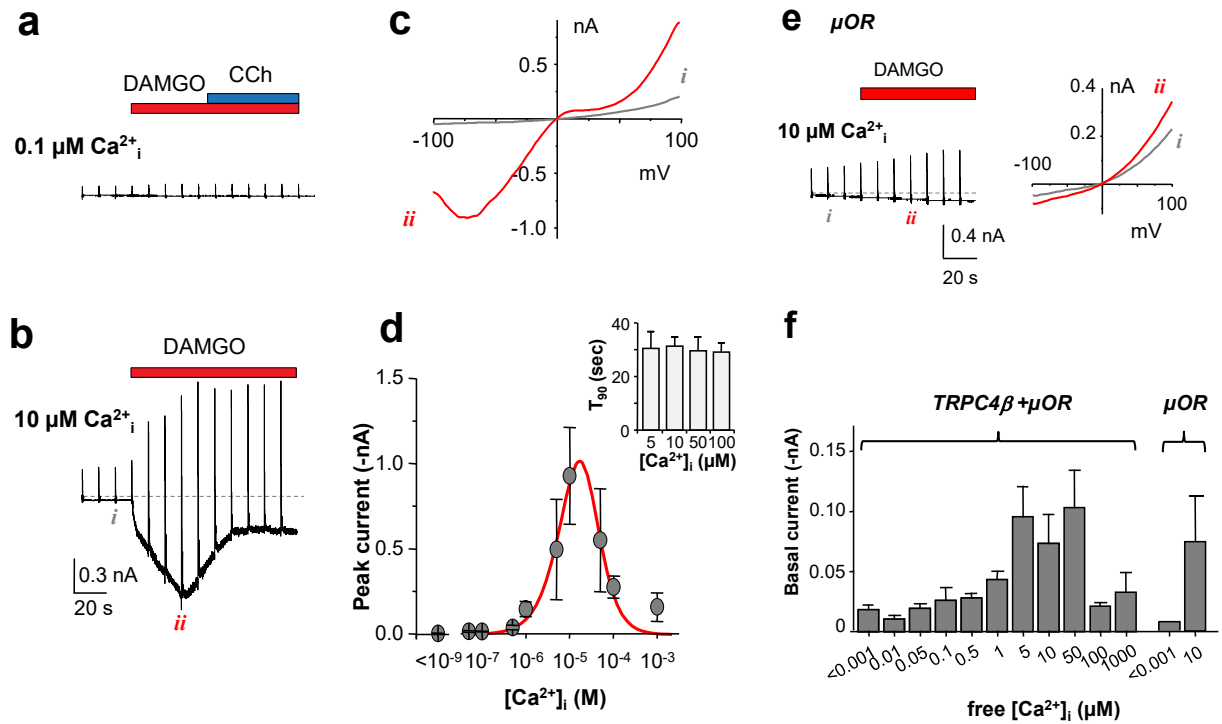 a
DAMGO
CCh
0.1 µM Ca²⁺ᵢ
b
DAMGO
10 µM Ca²⁺ᵢ
i
ii
0.3 nA
20 s
c
nA
0.5
i
-100
100
mV
ii
-1.0
d
Peak current (-nA)
1.5
1.0
0.5
0.0
<10⁻⁹
10⁻⁷
10⁻⁶
10⁻⁵
10⁻⁴
10⁻³
[Ca²⁺]ᵢ (M)
T₉₀ (sec)
40
20
0
5 10 50 100
[Ca²⁺]ᵢ (µM)
e
µOR
DAMGO
10 µM Ca²⁺ᵢ
i
ii
0.4 nA
20 s
nA
ii
0.4
i
0.2
-100
100
mV
f
TRPC4β+µOR
µOR
Basal current (-nA)
0.15
0.10
0.05
0
<0.001
0.01
0.05
0.1
0.5
1
5
10
50
100
1000
<0.001
10
free [Ca²⁺]ᵢ (µM)